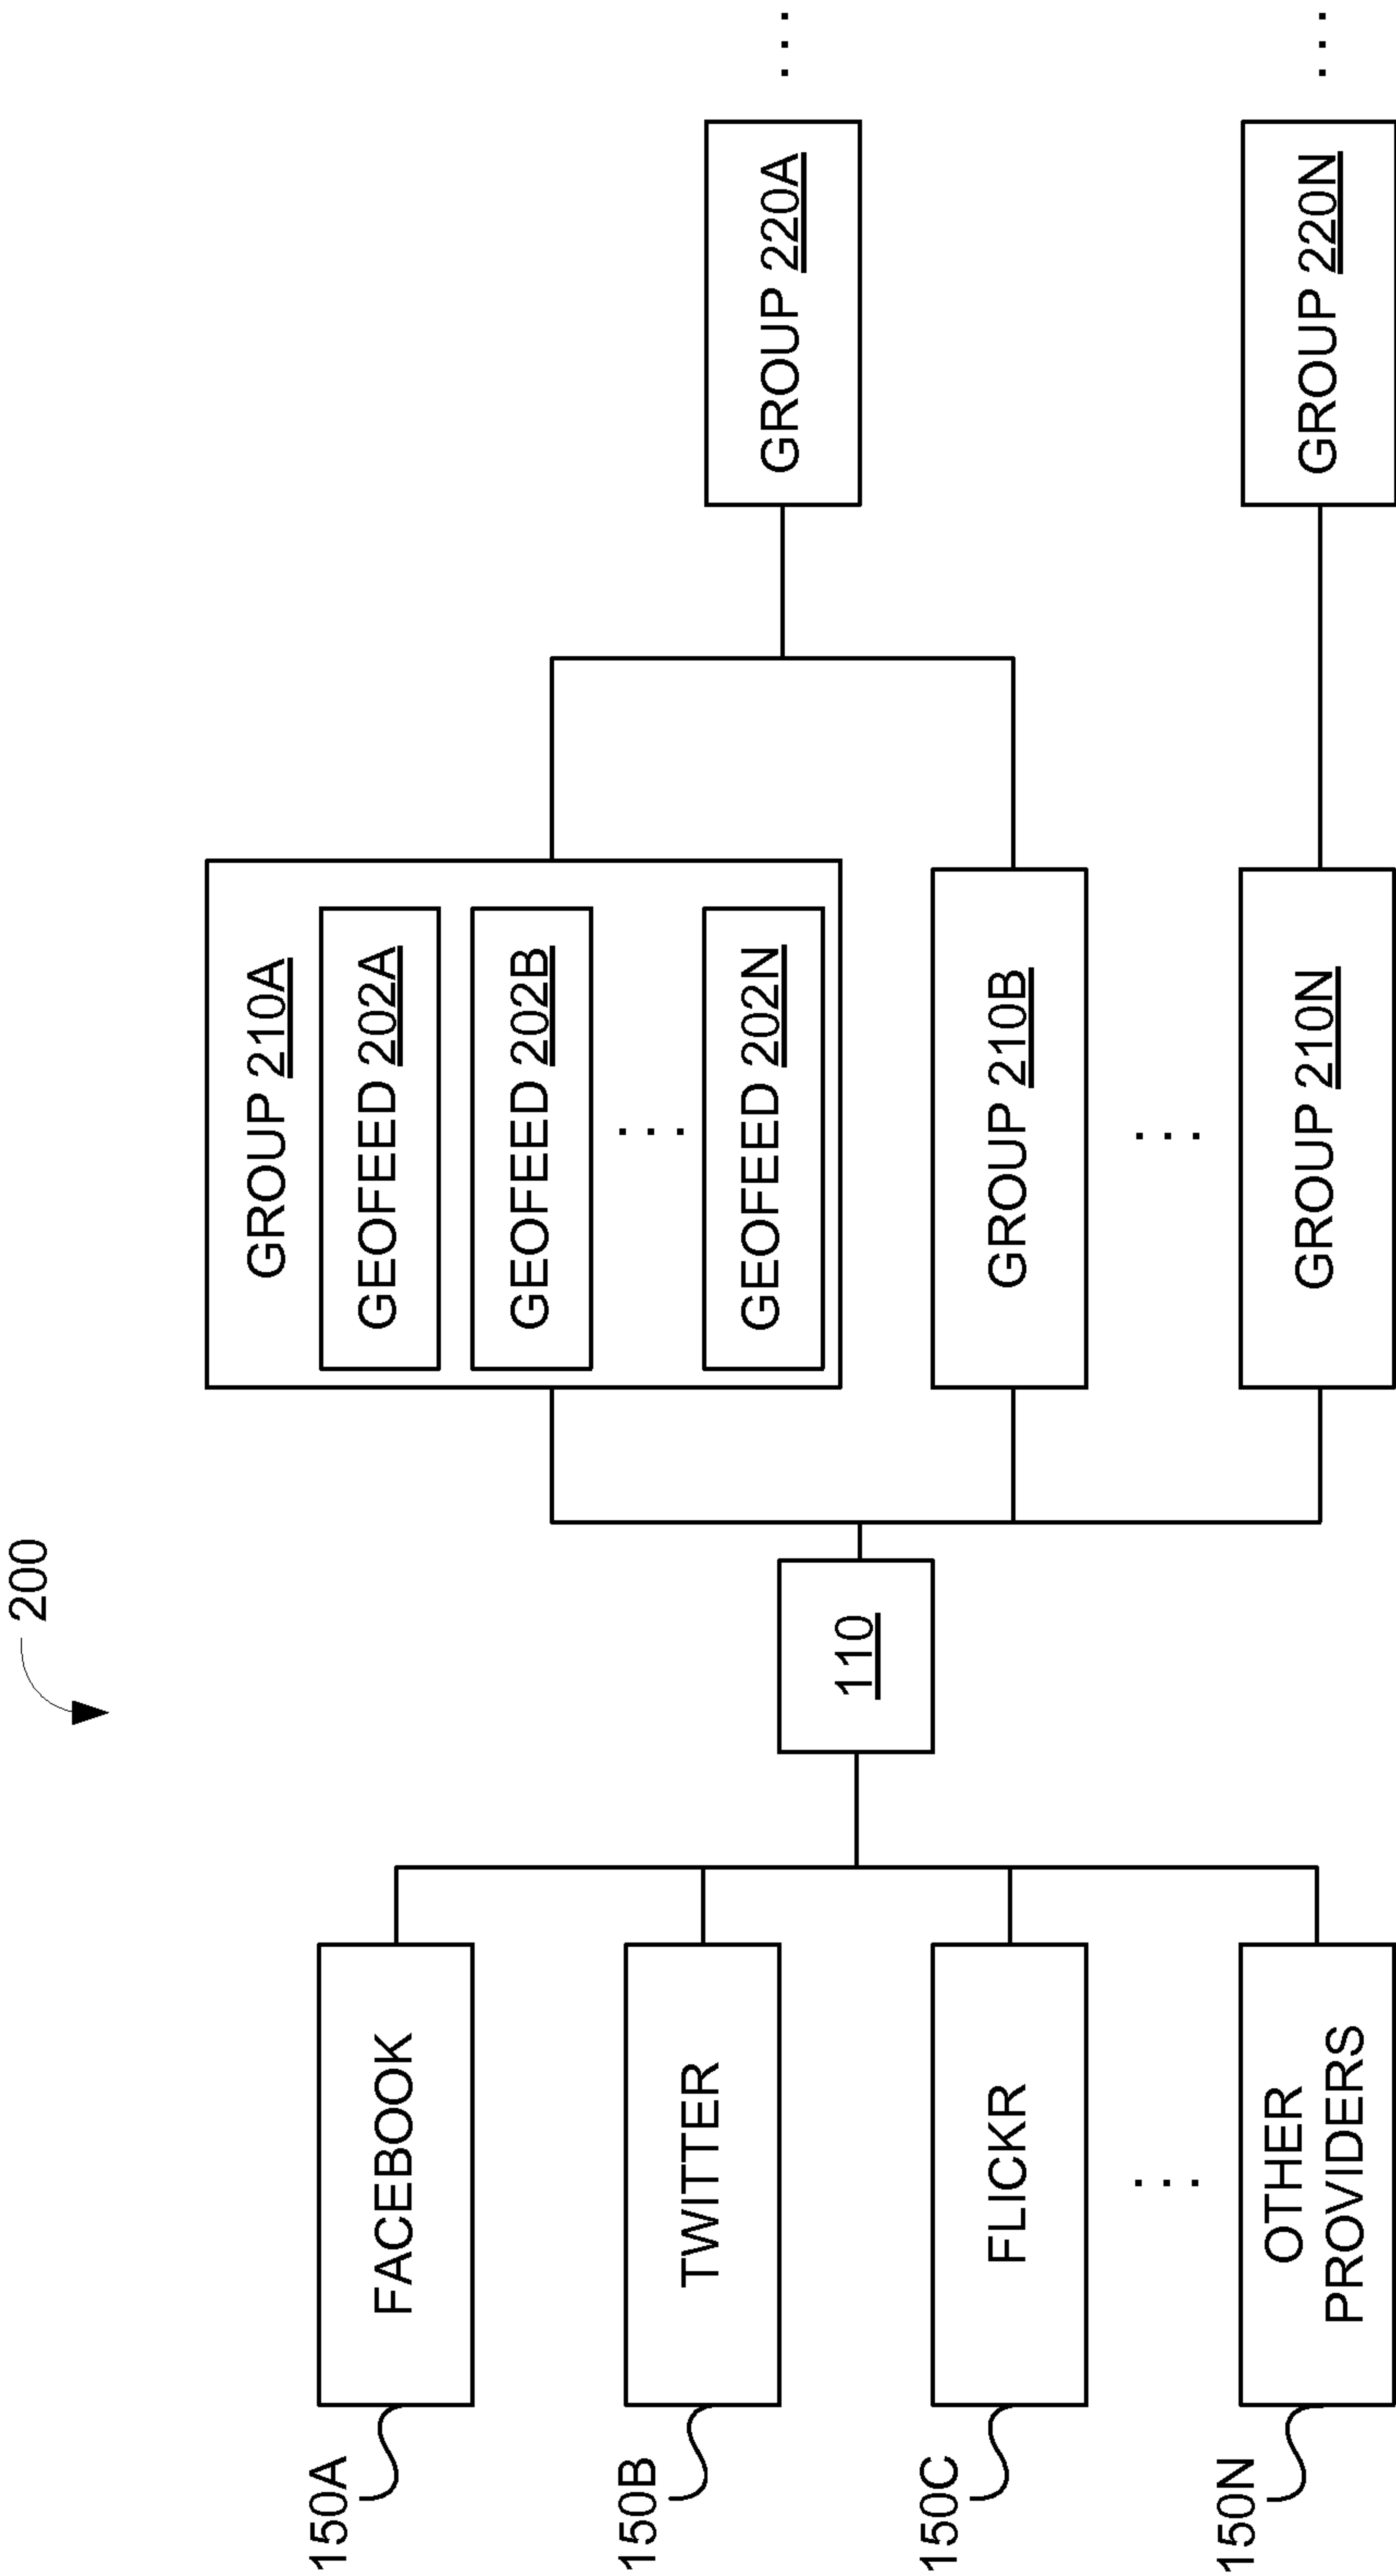 200
150A
FACEBOOK
150B
TWITTER
150C
FLICKR
...
150N
OTHER
PROVIDERS
110
GROUP 210A
GEOFEED 202A
GEOFEED 202B
...
GEOFEED 202N
GROUP 210B
...
GROUP 210N
GROUP 220A
...
GROUP 220N
...